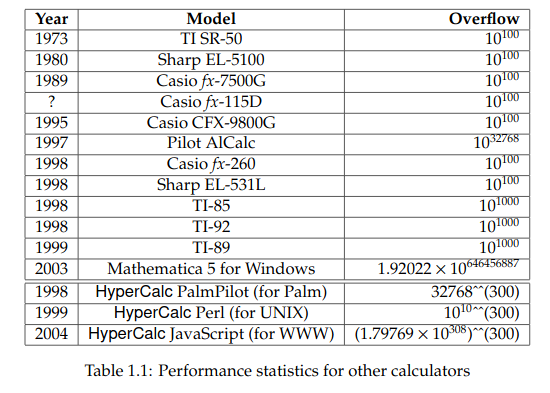 Year Model Overflow
1973 TI SR-50 10^100
1980 Sharp EL-5100 10^100
1989 Casio fx-7500G 10^100
? Casio fx-115D 10^100
1995 Casio CFX-9800G 10^100
1997 Pilot AlCalc 10^32768
1998 Casio fx-260 10^100
1998 Sharp EL-531L 10^100
1998 TI-85 10^1000
1998 TI-92 10^1000
1999 TI-89 10^1000
2003 Mathematica 5 for Windows 1.92022 × 10^646456887
1998 HyperCalc PalmPilot (for Palm) 32768^^(300)
1999 HyperCalc Perl (for UNIX) 10^10^^(300)
2004 HyperCalc JavaScript (for WWW) (1.79769 × 10^308)^^(300)
Table 1.1: Performance statistics for other calculators